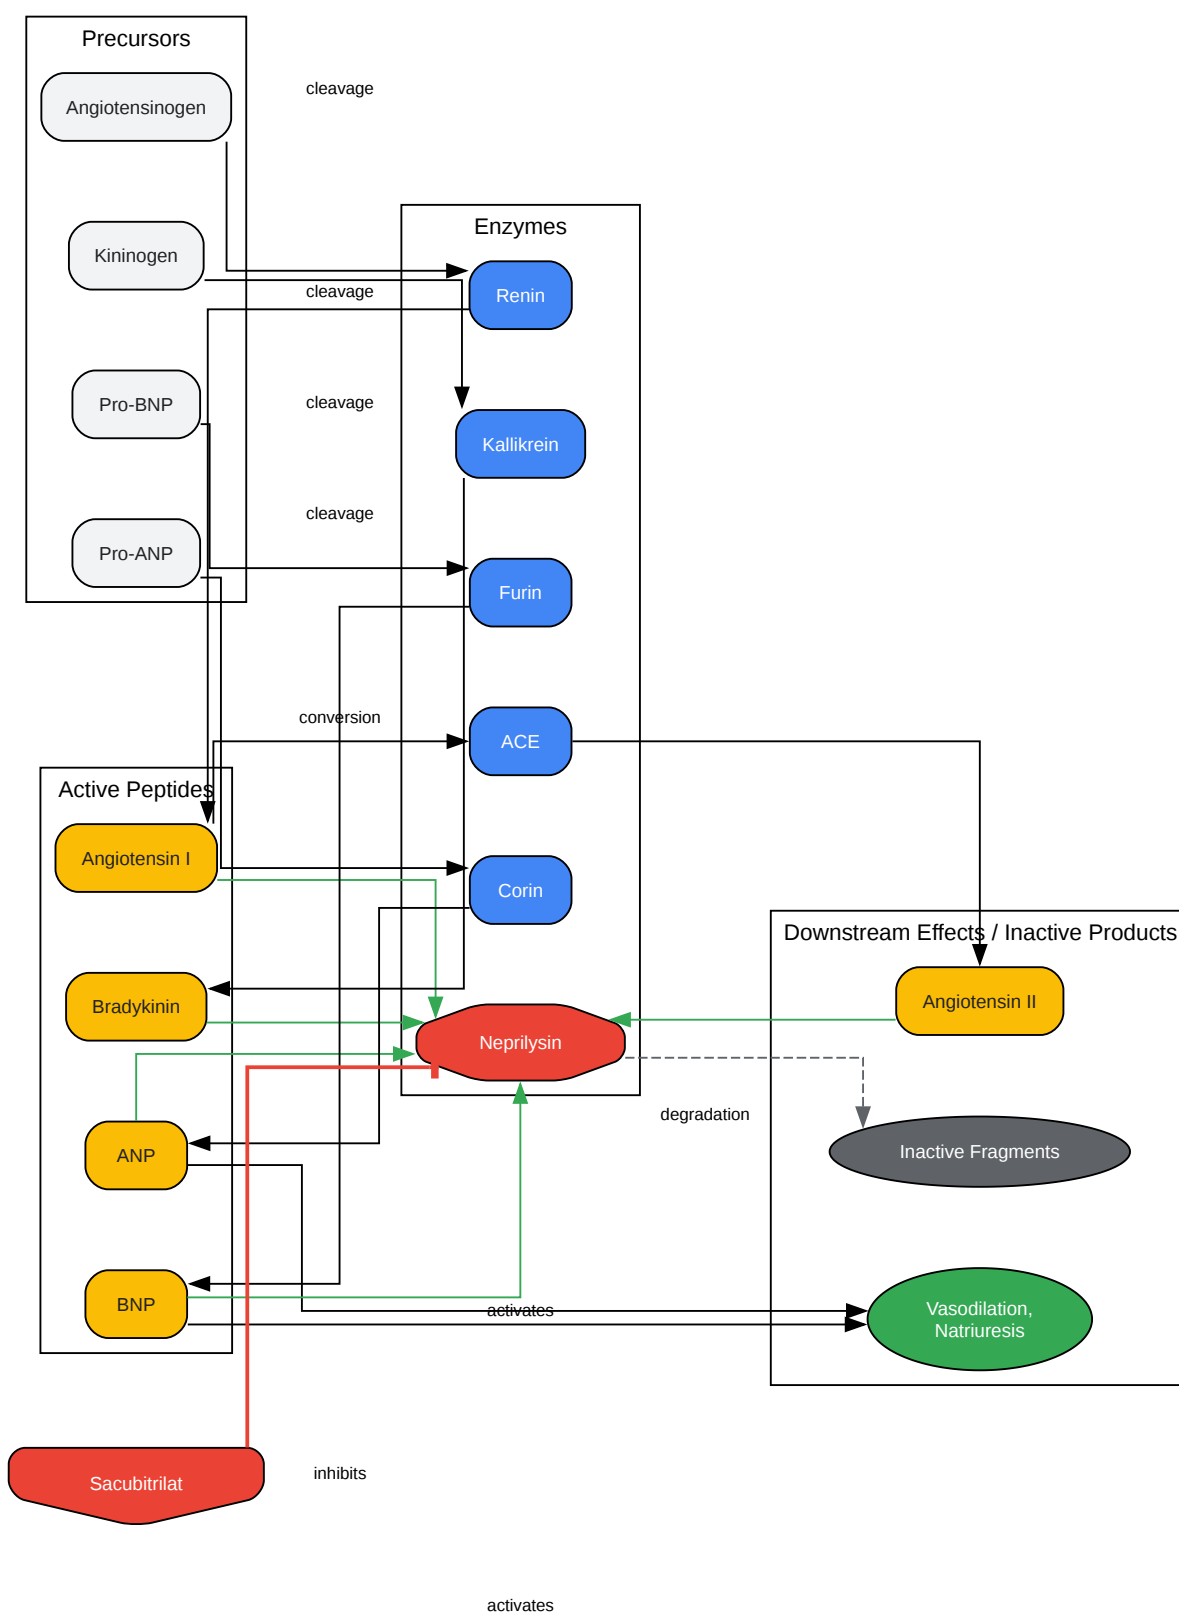 Precursors
Angiotensinogen
cleavage
Enzymes
Kininogen
cleavage
Renin
Pro-BNP
cleavage
Kallikrein
cleavage
Pro-ANP
Furin
conversion
ACE
Active Peptides
Angiotensin I
Corin
Downstream Effects / Inactive Products
Bradykinin
Angiotensin II
Neprilysin
degradation
ANP
Inactive Fragments
BNP
activates
Vasodilation,
Natriuresis
Sacubitrilat
inhibits
activates